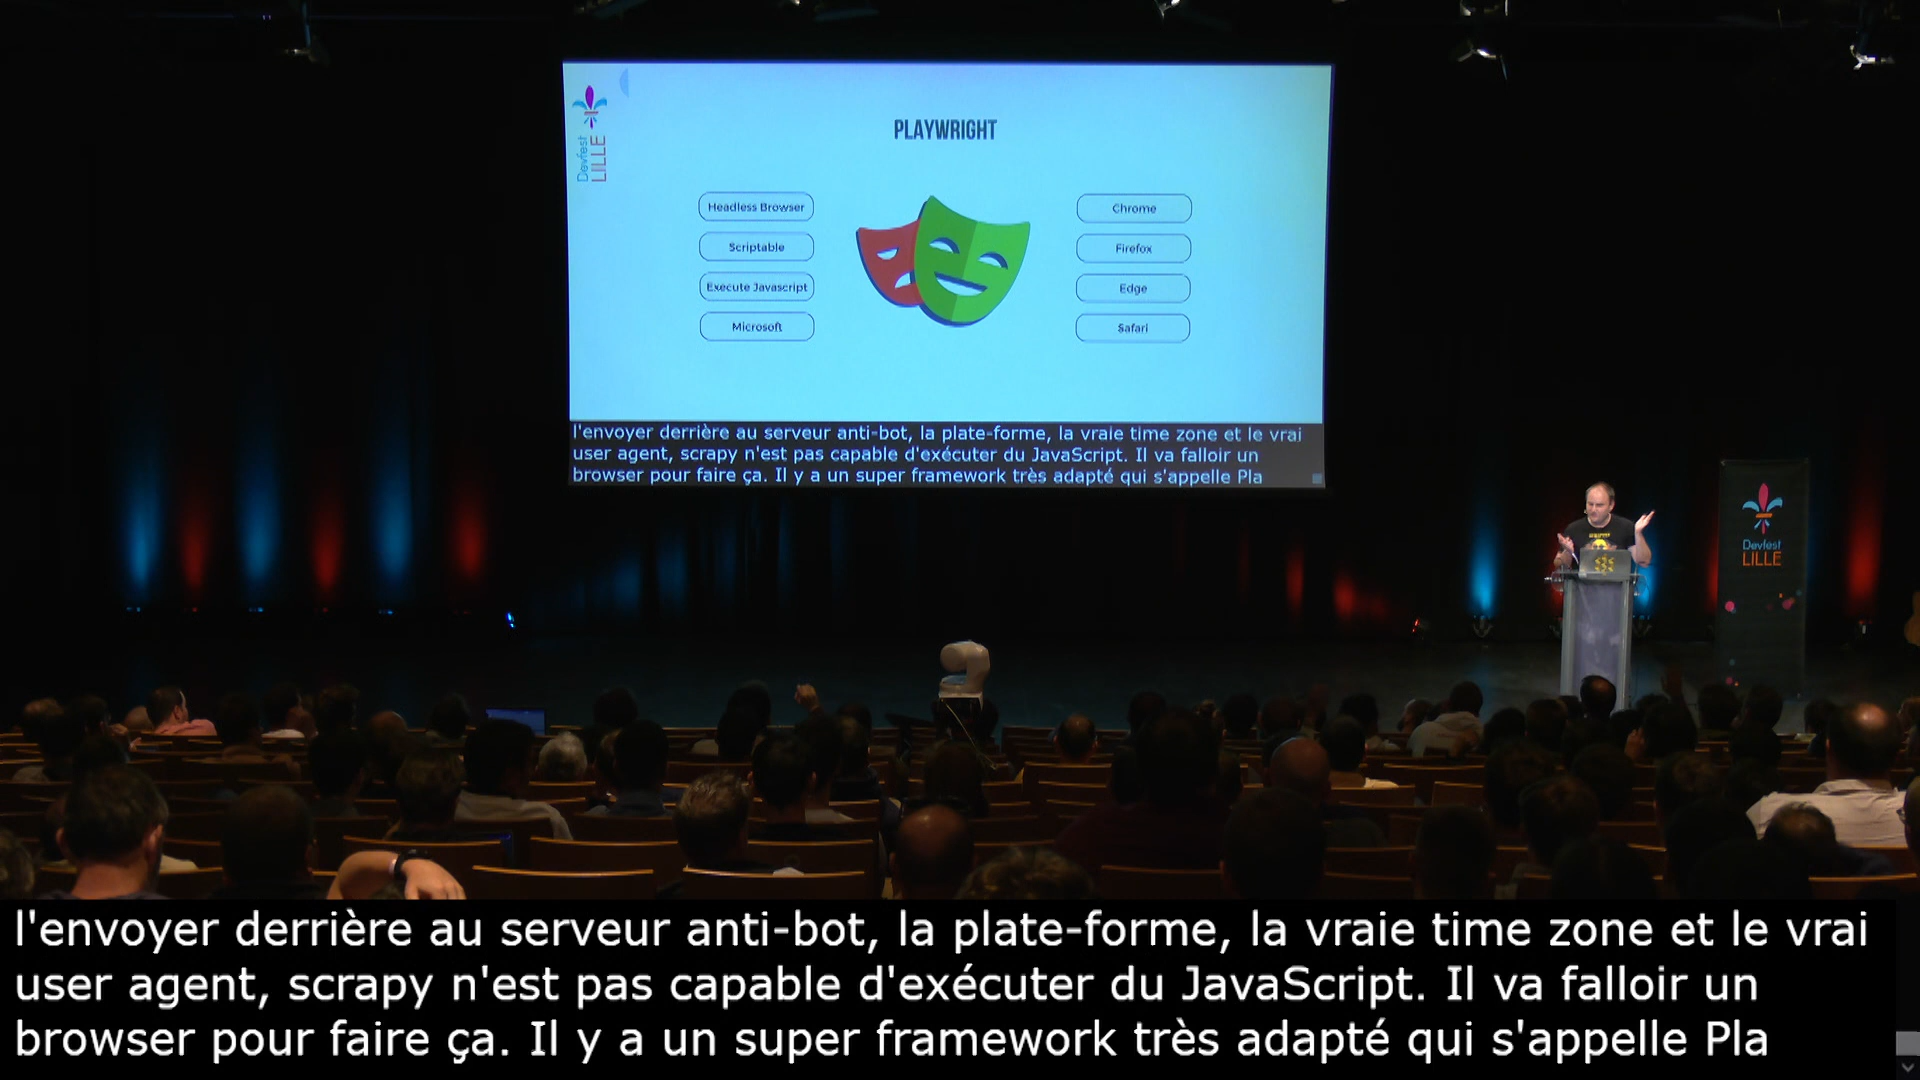 Devfest
LILLE
PLAYWRIGHT
Headless Browser
Scriptable
Execute Javascript
Microsoft
Chrome
Firefox
Edge
Safari
l'envoyer derrière au serveur anti-bot, la plate-forme, la vraie time zone et le vrai
user agent, scrapy n'est pas capable d'exécuter du JavaScript. Il va falloir un
browser pour faire ça. Il y a un super framework très adapté qui s'appelle Pla
Devfest
LILLE
l'envoyer derrière au serveur anti-bot, la plate-forme, la vraie time zone et le vrai
user agent, scrapy n'est pas capable d'exécuter du JavaScript. Il va falloir un
browser pour faire ça. Il y a un super framework très adapté qui s'appelle Pla